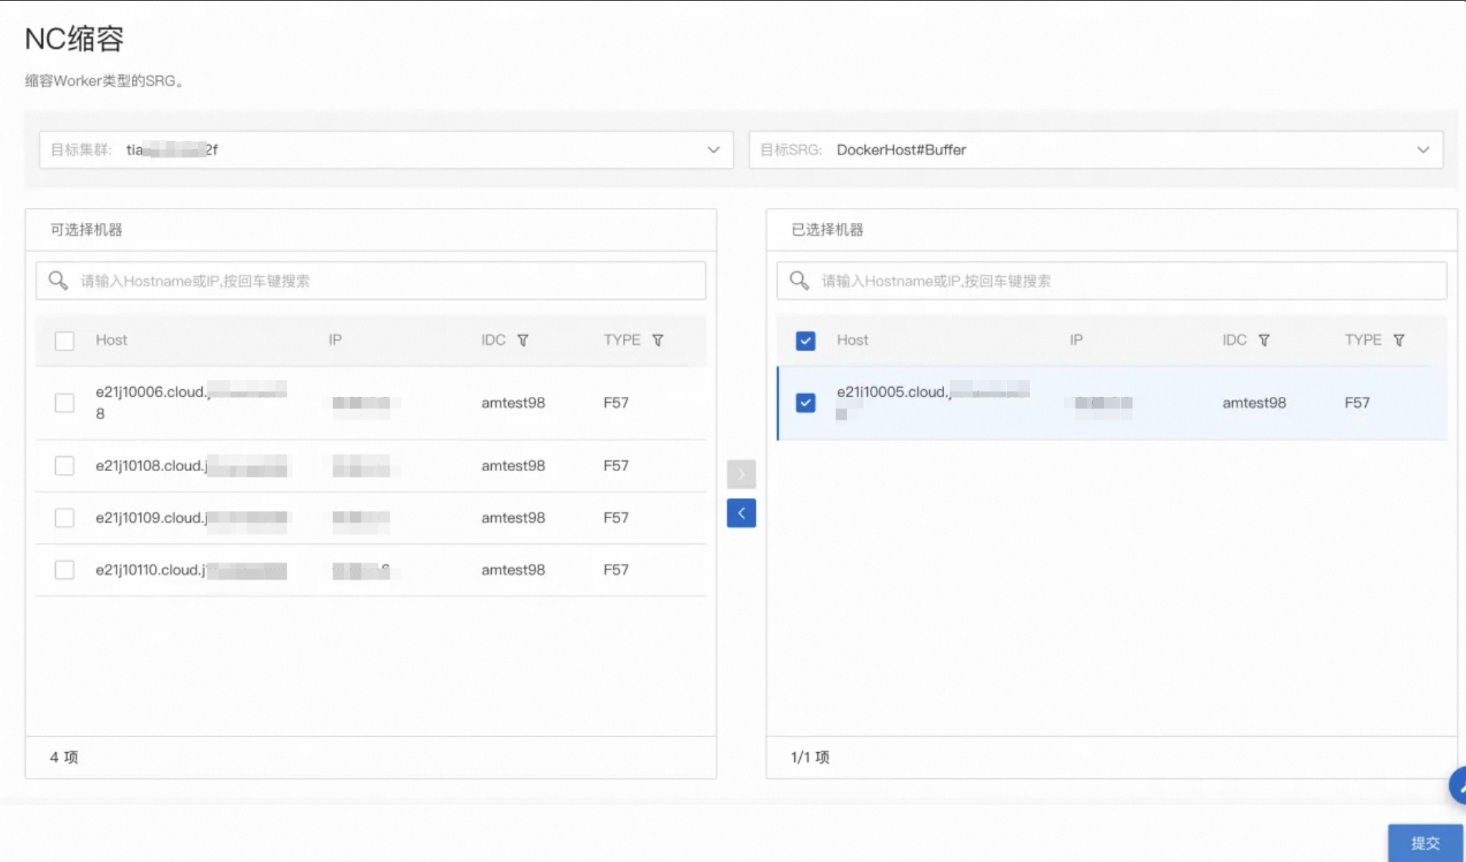 NC缩容
缩容Worker类型的SRG。
目标集群: tia 2f
目标SRG: DockerHost#Buffer
可选择机器
请输入Hostname或IP,按回车键搜索
Host IP IDC TYPE
e21j10006.cloud. amtest98 F57
8
e21j10108.cloud.j amtest98 F57
e21j10109.cloud.j amtest98 F57
e21j10110.cloud.j amtest98 F57
4 项
已选择机器
请输入Hostname或IP,按回车键搜索
Host IP IDC TYPE
e21j10005.cloud. amtest98 F57
1/1 项
提交